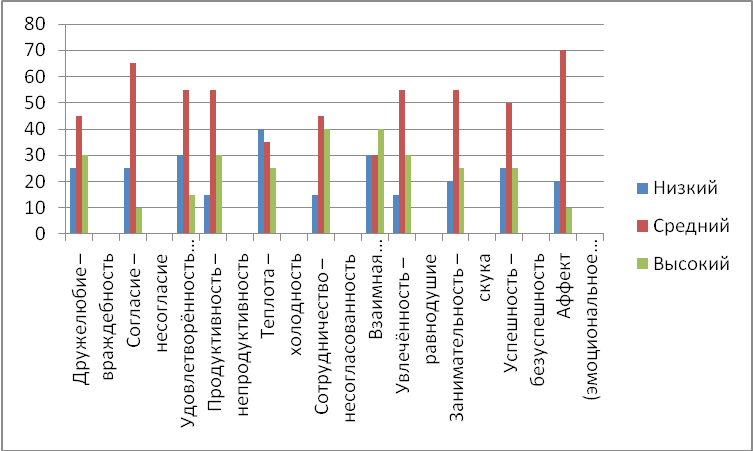 80
70
60
50
40
30
20
10
0
Дружелюбие –
враждебность
Согласие –
несогласие
Удовлетворённость…
Продуктивность –
непродуктивность
Теплота –
холодность
Сотрудничество –
несогласованность
Взаимная…
Увлечённость –
равнодушие
Занимательность –
скука
Успешность –
безуспешность
Аффект
(эмоциональное…
Низкий
Средний
Высокий